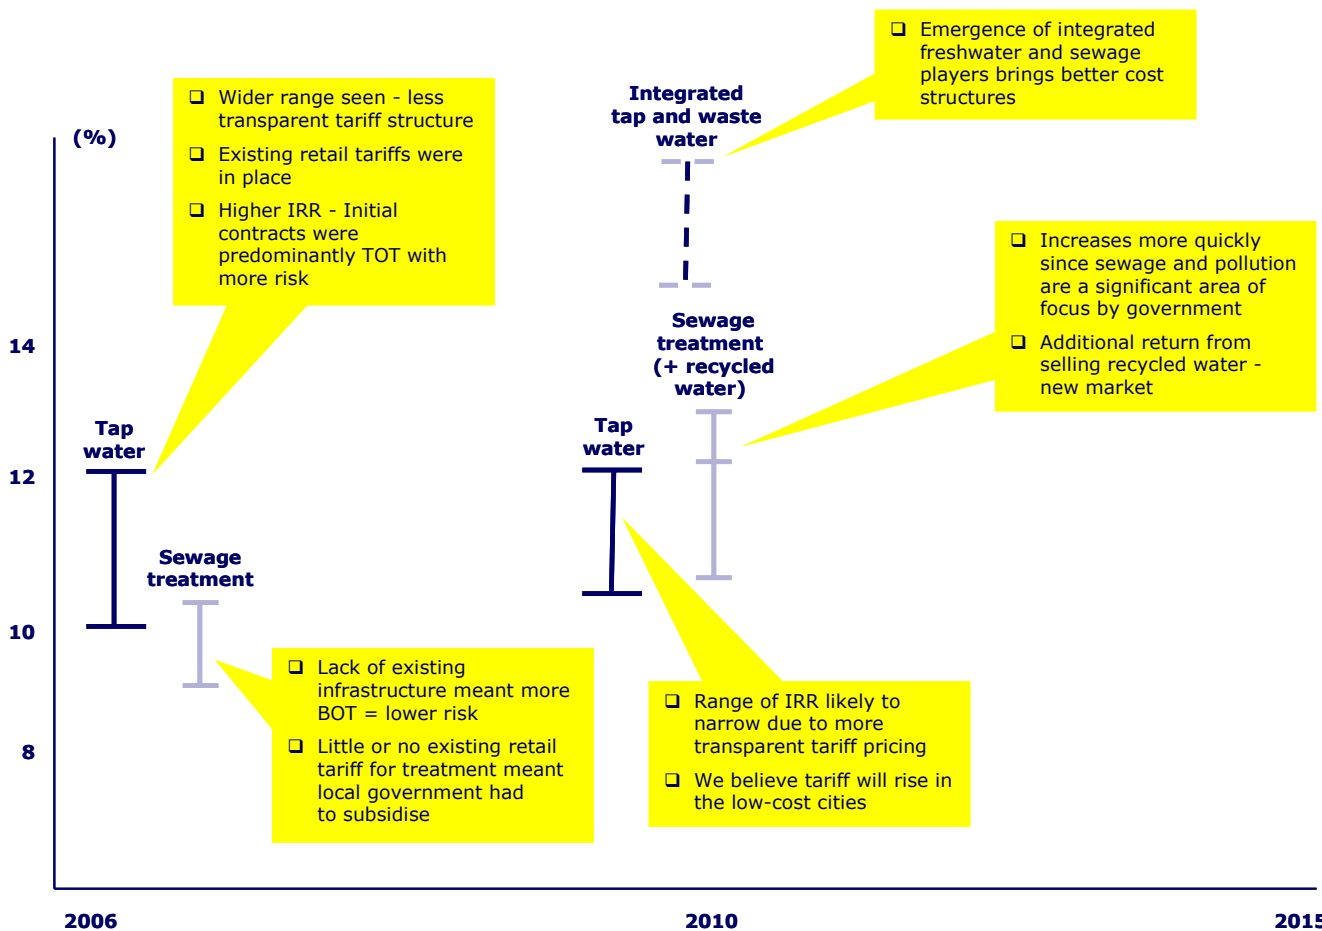 ❑ Emergence of integrated
freshwater and sewage
players brings better cost
structures
❑ Wider range seen - less
transparent tariff structure
❑ Existing retail tariffs were
in place
❑ Higher IRR - Initial
contracts were
predominantly TOT with
more risk
Integrated
tap and waste
water
(%)
❑ Increases more quickly
since sewage and pollution
are a significant area of
focus by government
❑ Additional return from
selling recycled water -
new market
Sewage
treatment
(+ recycled
water)
14
Tap
water
Tap
water
12
Sewage
treatment
10
❑ Lack of existing
infrastructure meant more
BOT = lower risk
❑ Little or no existing retail
tariff for treatment meant
local government had
to subsidise
❑ Range of IRR likely to
narrow due to more
transparent tariff pricing
❑ We believe tariff will rise in
the low-cost cities
8
2006
2010
2015